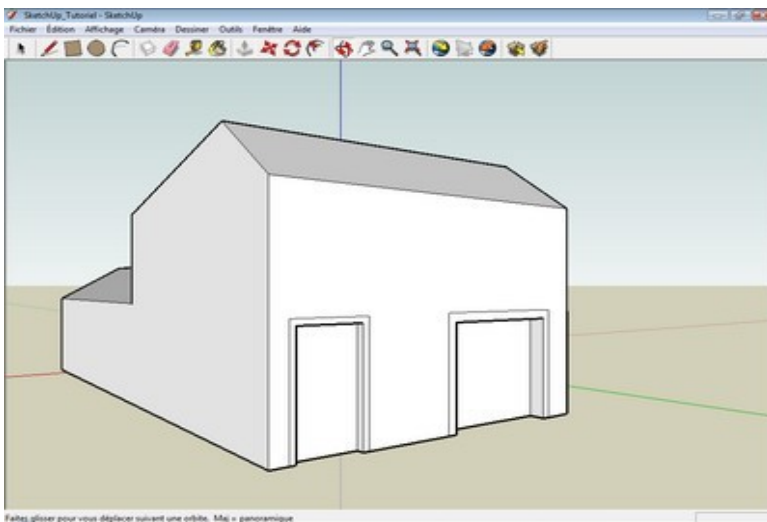 SketchUp_Tutoriel - SketchUp
Fichier Édition Affichage Caméra Dessiner Outils Fenêtre Aide
Faites glisser pour vous déplacer suivant une orbite. Maj = panoramique